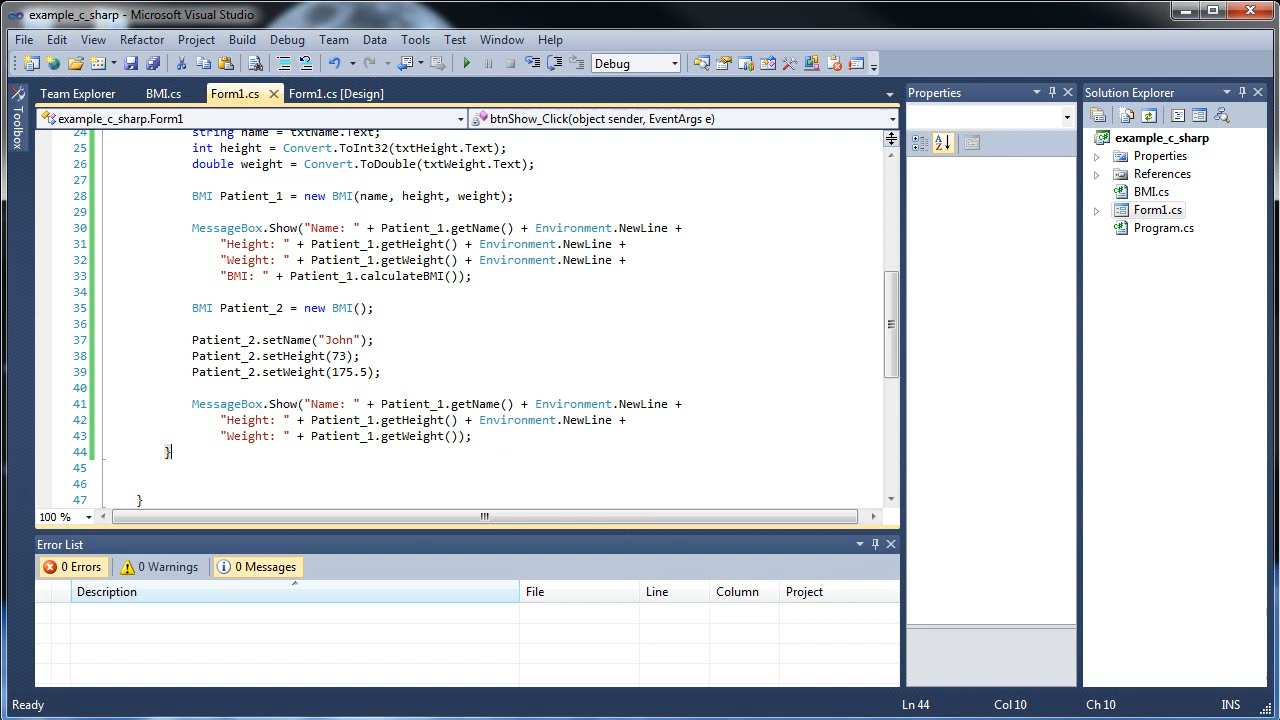 example_c_sharp - Microsoft Visual Studio
File Edit View Refactor Project Build Debug Team Data Tools Test Window Help
Debug
Toolbox
Team Explorer BMI.cs Form1.cs Form1.cs [Design]
example_c_sharp.Form1 btnShow_Click(object sender, EventArgs e)
24 string name = txtName.Text;
25 int height = Convert.ToInt32(txtHeight.Text);
26 double weight = Convert.ToDouble(txtWeight.Text);
27
28 BMI Patient_1 = new BMI(name, height, weight);
29
30 MessageBox.Show("Name: " + Patient_1.getName() + Environment.NewLine +
31 "Height: " + Patient_1.getHeight() + Environment.NewLine +
32 "Weight: " + Patient_1.getWeight() + Environment.NewLine +
33 "BMI: " + Patient_1.calculateBMI());
34
35 BMI Patient_2 = new BMI();
36
37 Patient_2.setName("John");
38 Patient_2.setHeight(73);
39 Patient_2.setWeight(175.5);
40
41 MessageBox.Show("Name: " + Patient_1.getName() + Environment.NewLine +
42 "Height: " + Patient_1.getHeight() + Environment.NewLine +
43 "Weight: " + Patient_1.getWeight());
44 }
45
46
47 }
100 %
Error List
0 Errors 0 Warnings 0 Messages
Description File Line Column Project
Properties
Solution Explorer
example_c_sharp
Properties
References
BMI.cs
Form1.cs
Program.cs
Ready Ln 44 Col 10 Ch 10 INS